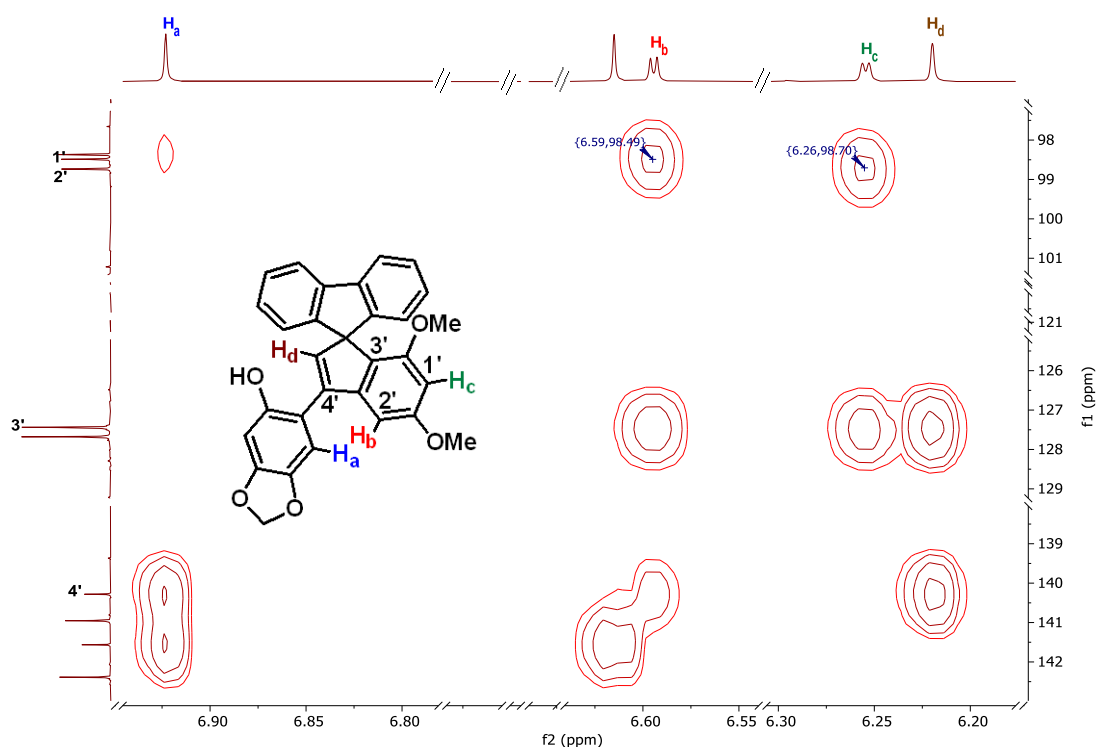 Ha
Hb
Hc
Hd
{6.59,98.49}
{6.26,98.70}
1'
2'
3'
4'
98
99
100
101
121
126
127
128
129
139
140
141
142
f1 (ppm)
OMe
3'
1'
Hd
Hc
HO
4'
2'
Hb
OMe
Ha
O
O
6.90
6.85
6.80
6.60
6.55
6.30
6.25
6.20
f2 (ppm)